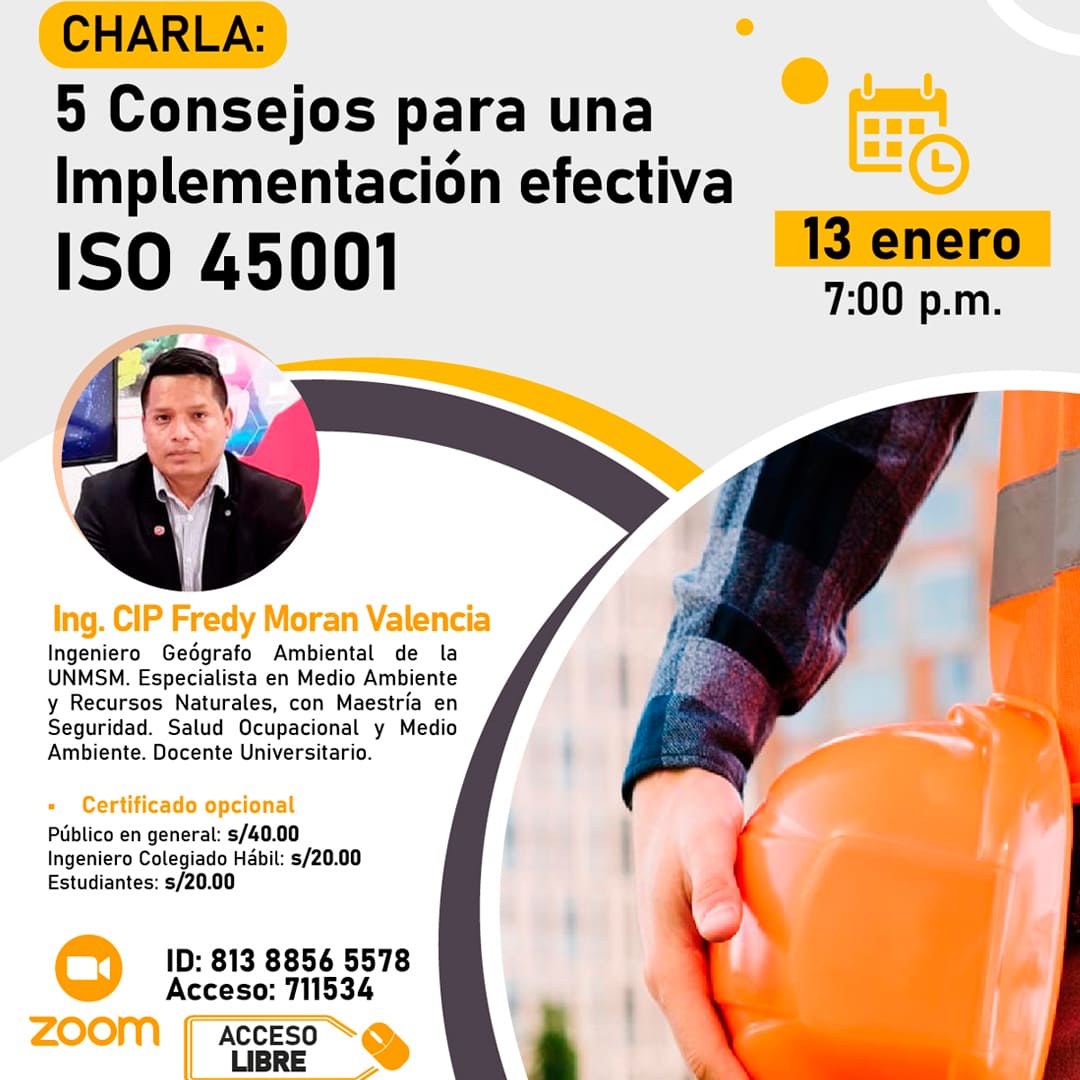 CHARLA:
5 Consejos para una
Implementación efectiva
ISO 45001
13 enero
7:00 p.m.
Ing. CIP Fredy Moran Valencia
Ingeniero Geógrafo Ambiental de la
UNMSM. Especialista en Medio Ambiente
y Recursos Naturales, con Maestría en
Seguridad. Salud Ocupacional y Medio
Ambiente. Docente Universitario.
▪ Certificado opcional
Público en general: s/40.00
Ingeniero Colegiado Hábil: s/20.00
Estudiantes: s/20.00
ID: 813 8856 5578
Acceso: 711534
zoom
ACCESO
LIBRE